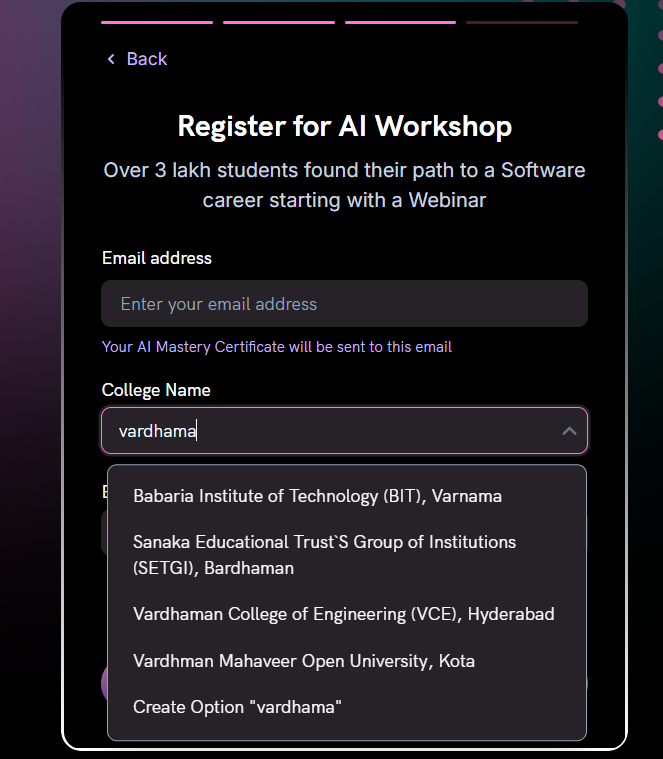 Back
Register for AI Workshop
Over 3 lakh students found their path to a Software
career starting with a Webinar
Email address
Enter your email address
Your AI Mastery Certificate will be sent to this email
College Name
vardhama
Babaria Institute of Technology (BIT), Varnama
Sanaka Educational Trust`S Group of Institutions
(SETGI), Bardhaman
Vardhaman College of Engineering (VCE), Hyderabad
Vardhman Mahaveer Open University, Kota
Create Option "vardhama"